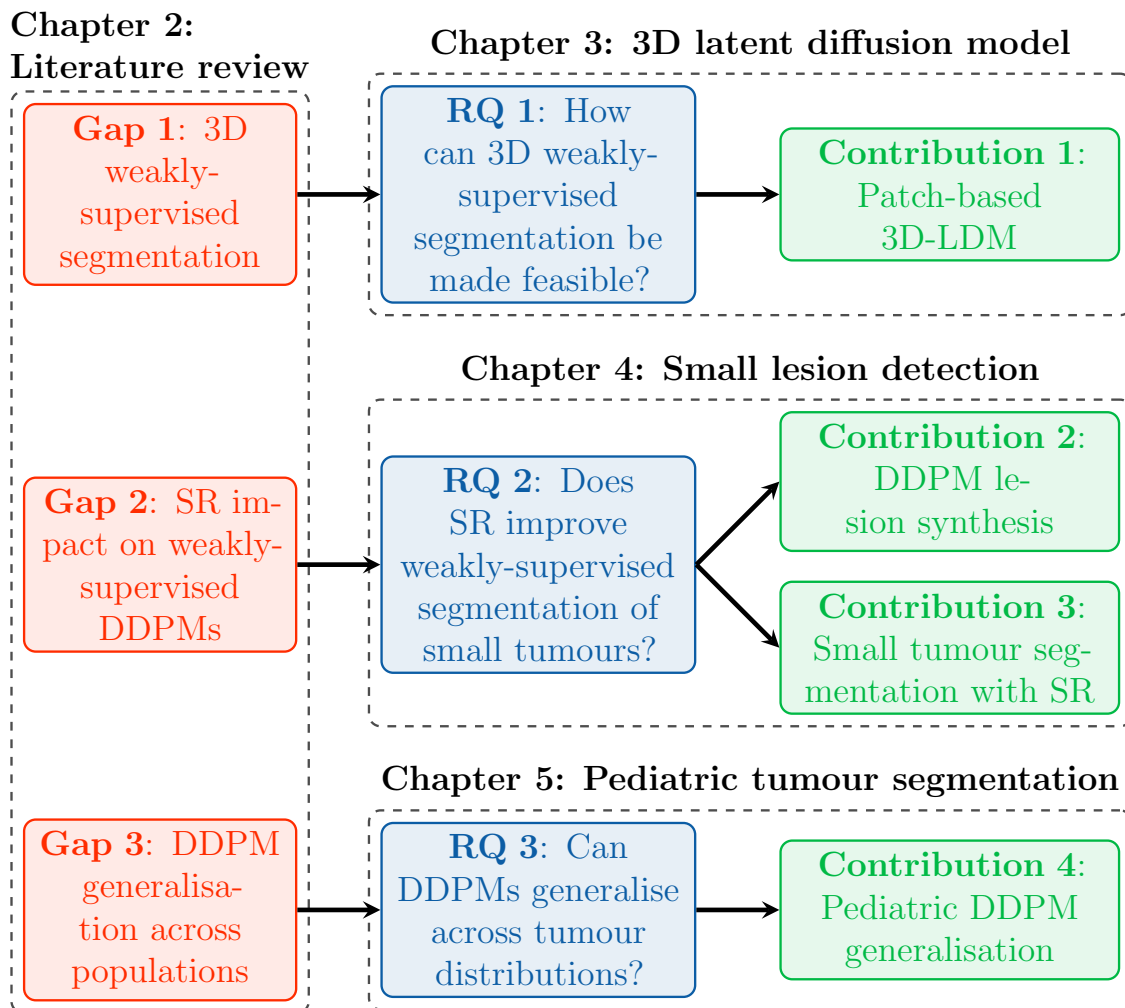 Chapter 2:
Literature review
Gap 1: 3D
weakly-
supervised
segmentation
Gap 2: SR im-
pact on weakly-
supervised
DDPMs
Gap 3: DDPM
generalisa-
tion across
populations
Chapter 3: 3D latent diffusion model
RQ 1: How
can 3D weakly-
supervised
segmentation be
made feasible?
Contribution 1:
Patch-based
3D-LDM
Chapter 4: Small lesion detection
RQ 2: Does
SR improve
weakly-supervised
segmentation of
small tumours?
Contribution 2:
DDPM le-
sion synthesis
Contribution 3:
Small tumour seg-
mentation with SR
Chapter 5: Pediatric tumour segmentation
RQ 3: Can
DDPMs generalise
across tumour
distributions?
Contribution 4:
Pediatric DDPM
generalisation